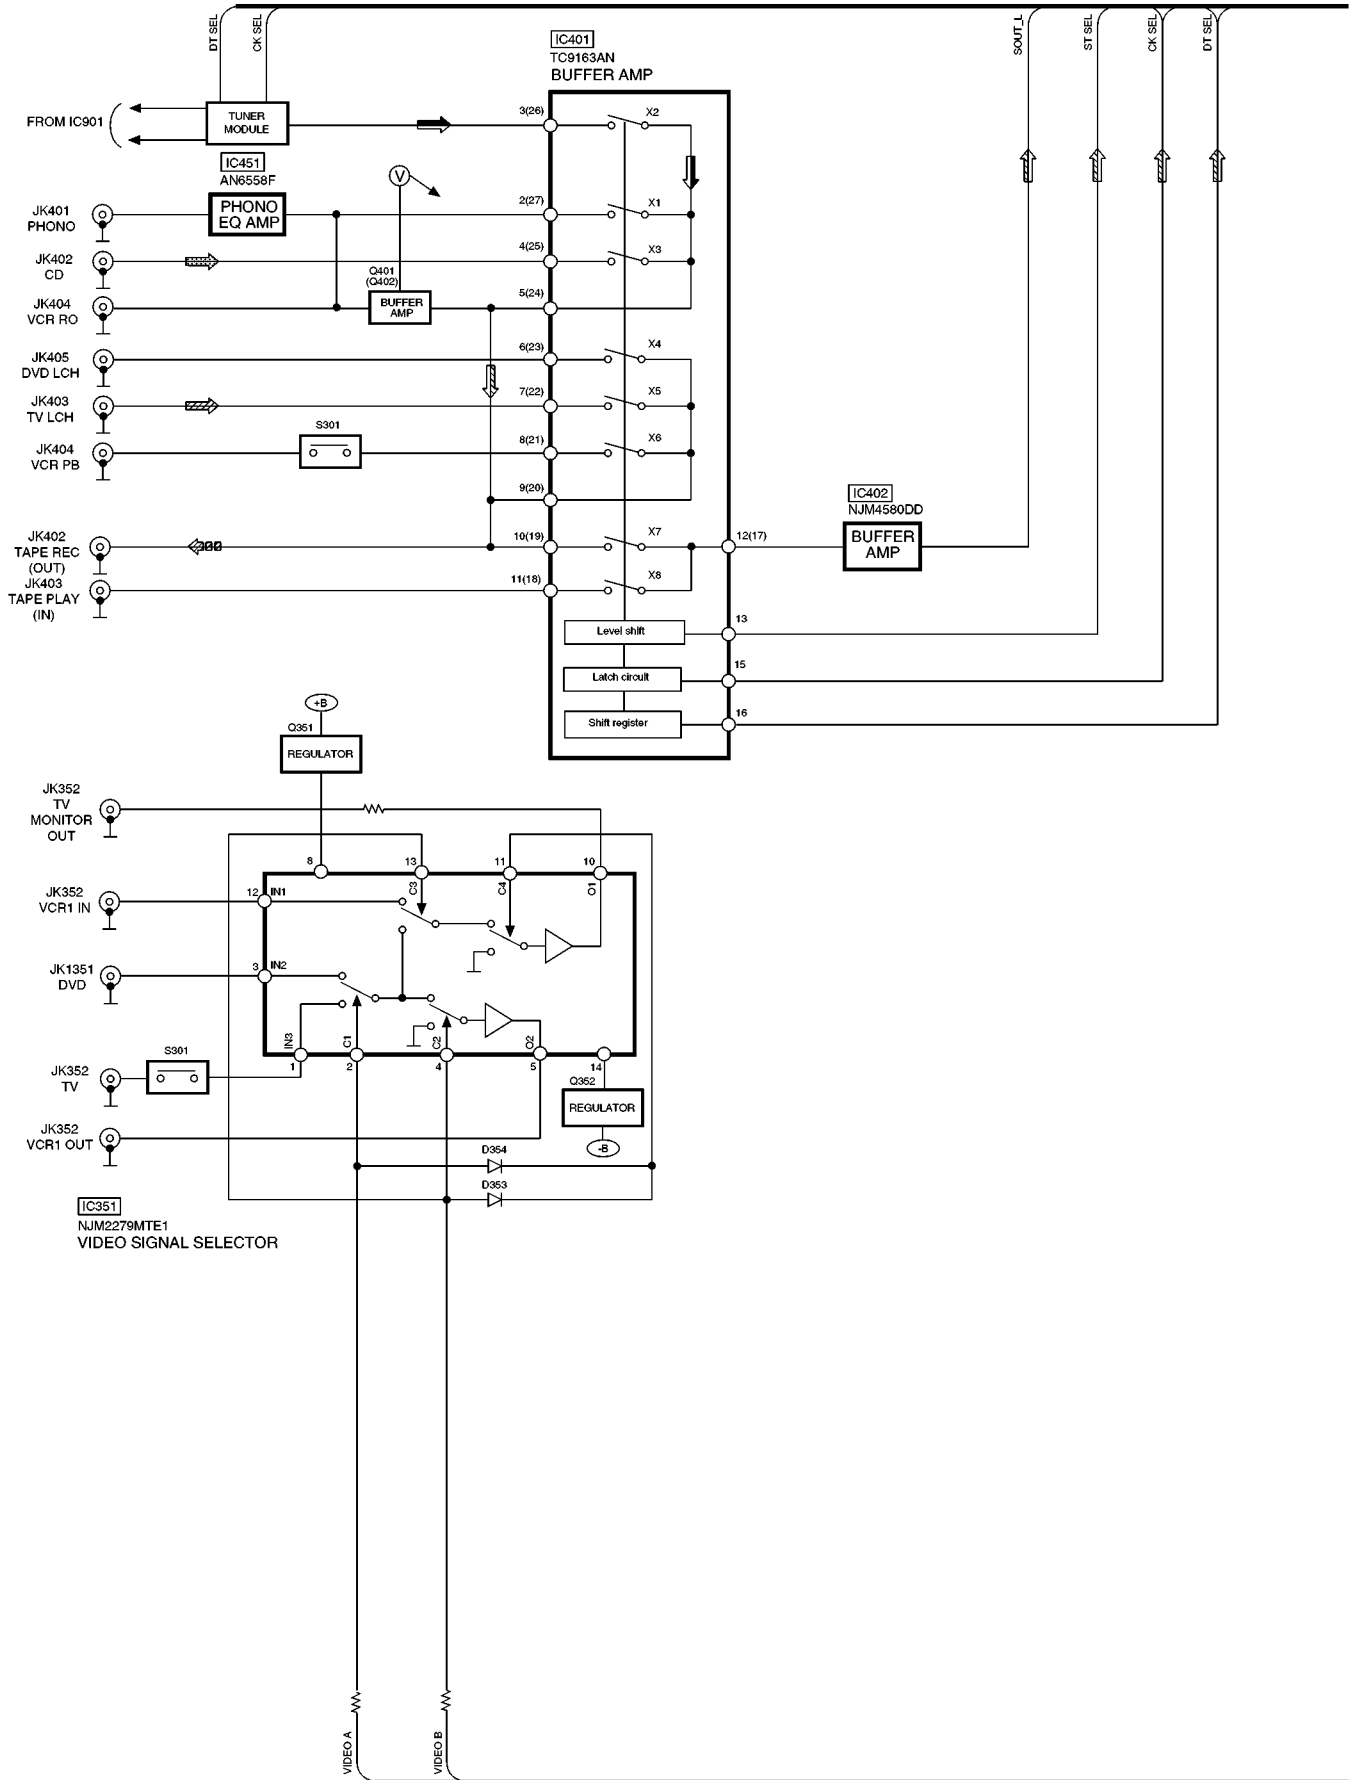 DT SEL
CK SEL
SOUT_L
ST SEL
CK SEL
DT SEL
IC401
TC9163AN
BUFFER AMP
FROM IC901
TUNER
MODULE
3(26)
X2
IC451
AN6558F
V
JK401
PHONO
PHONO
EQ AMP
2(27)
X1
JK402
CD
4(25)
X3
Q401
(Q402)
JK404
VCR RO
BUFFER
AMP
5(24)
JK405
DVD LCH
6(23)
X4
JK403
TV LCH
7(22)
X5
S301
JK404
VCR PB
8(21)
X6
9(20)
IC402
NJM4580DD
JK402
TAPE REC
(OUT)
10(19)
X7
12(17)
BUFFER
AMP
JK403
TAPE PLAY
(IN)
11(18)
X8
Level shift
13
Latch circuit
15
Shift register
16
+B
Q351
REGULATOR
JK352
TV
MONITOR
OUT
8
13
11
10
C3
C4
O1
JK352
VCR1 IN
12
IN1
JK1351
DVD
3
IN2
IN3
C1
C2
O2
1
2
4
5
14
S301
JK352
TV
Q352
REGULATOR
-B
JK352
VCR1 OUT
D354
D353
IC351
NJM2279MTE1
VIDEO SIGNAL SELECTOR
VIDEO A
VIDEO B